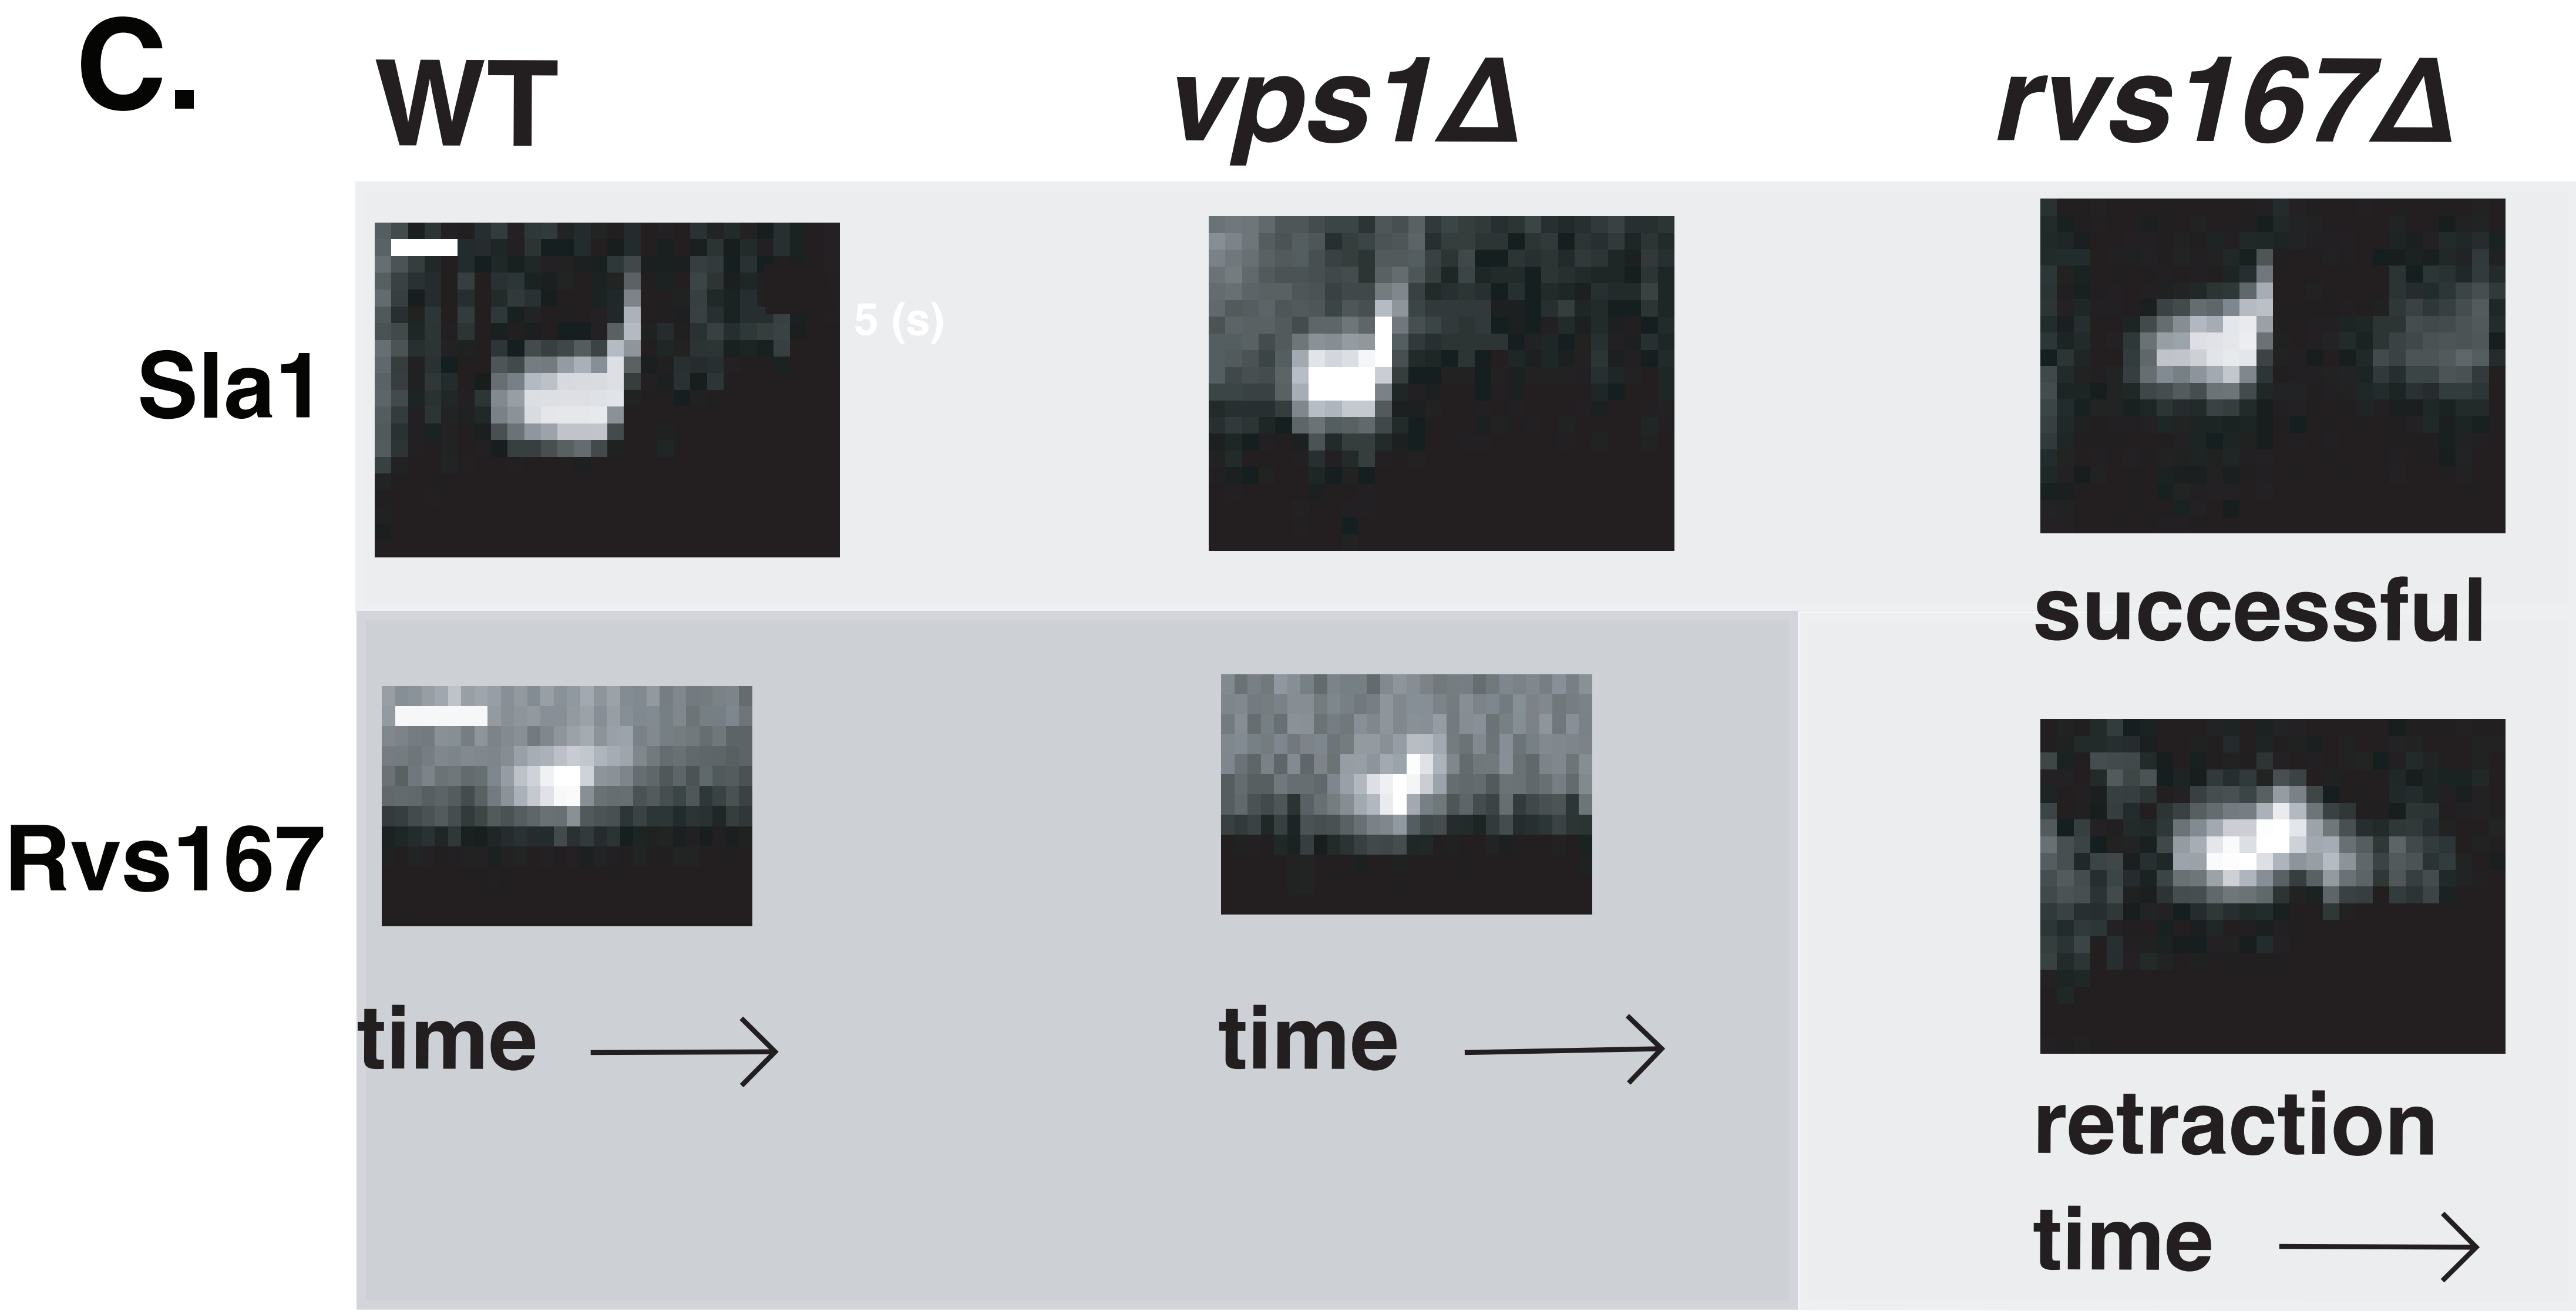 C.
WT
vps1Δ
rvs167Δ
Sla1
5 (s)
successful
Rvs167
time
time
retraction
time